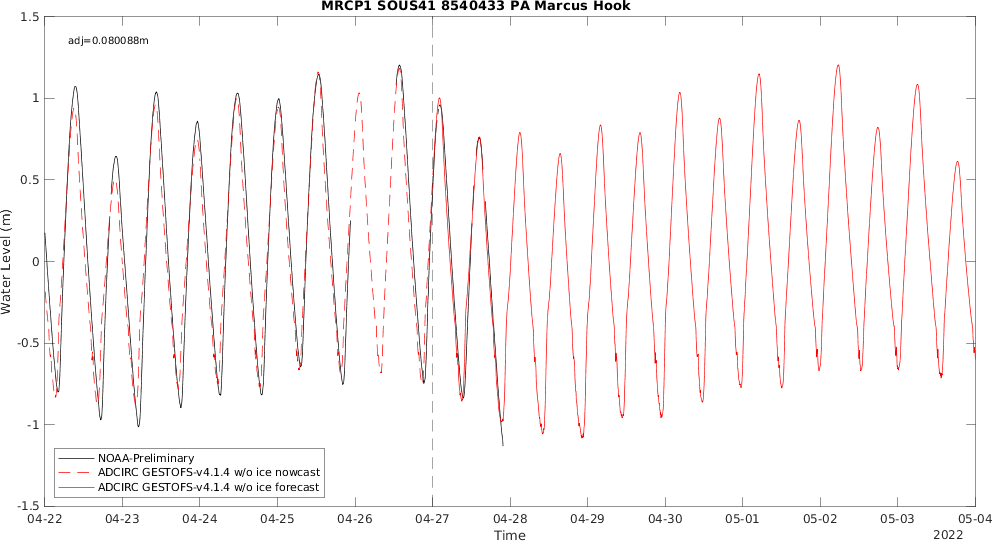 MRCP1 SOUS41 8540433 PA Marcus Hook
adj=0.080088m
1.5
1
0.5
0
-0.5
-1
-1.5
Water Level (m)
NOAA-Preliminary
ADCIRC GESTOFS-v4.1.4 w/o ice nowcast
ADCIRC GESTOFS-v4.1.4 w/o ice forecast
04-22 04-23 04-24 04-25 04-26 04-27 04-28 04-29 04-30 05-01 05-02 05-03 05-04
Time
2022